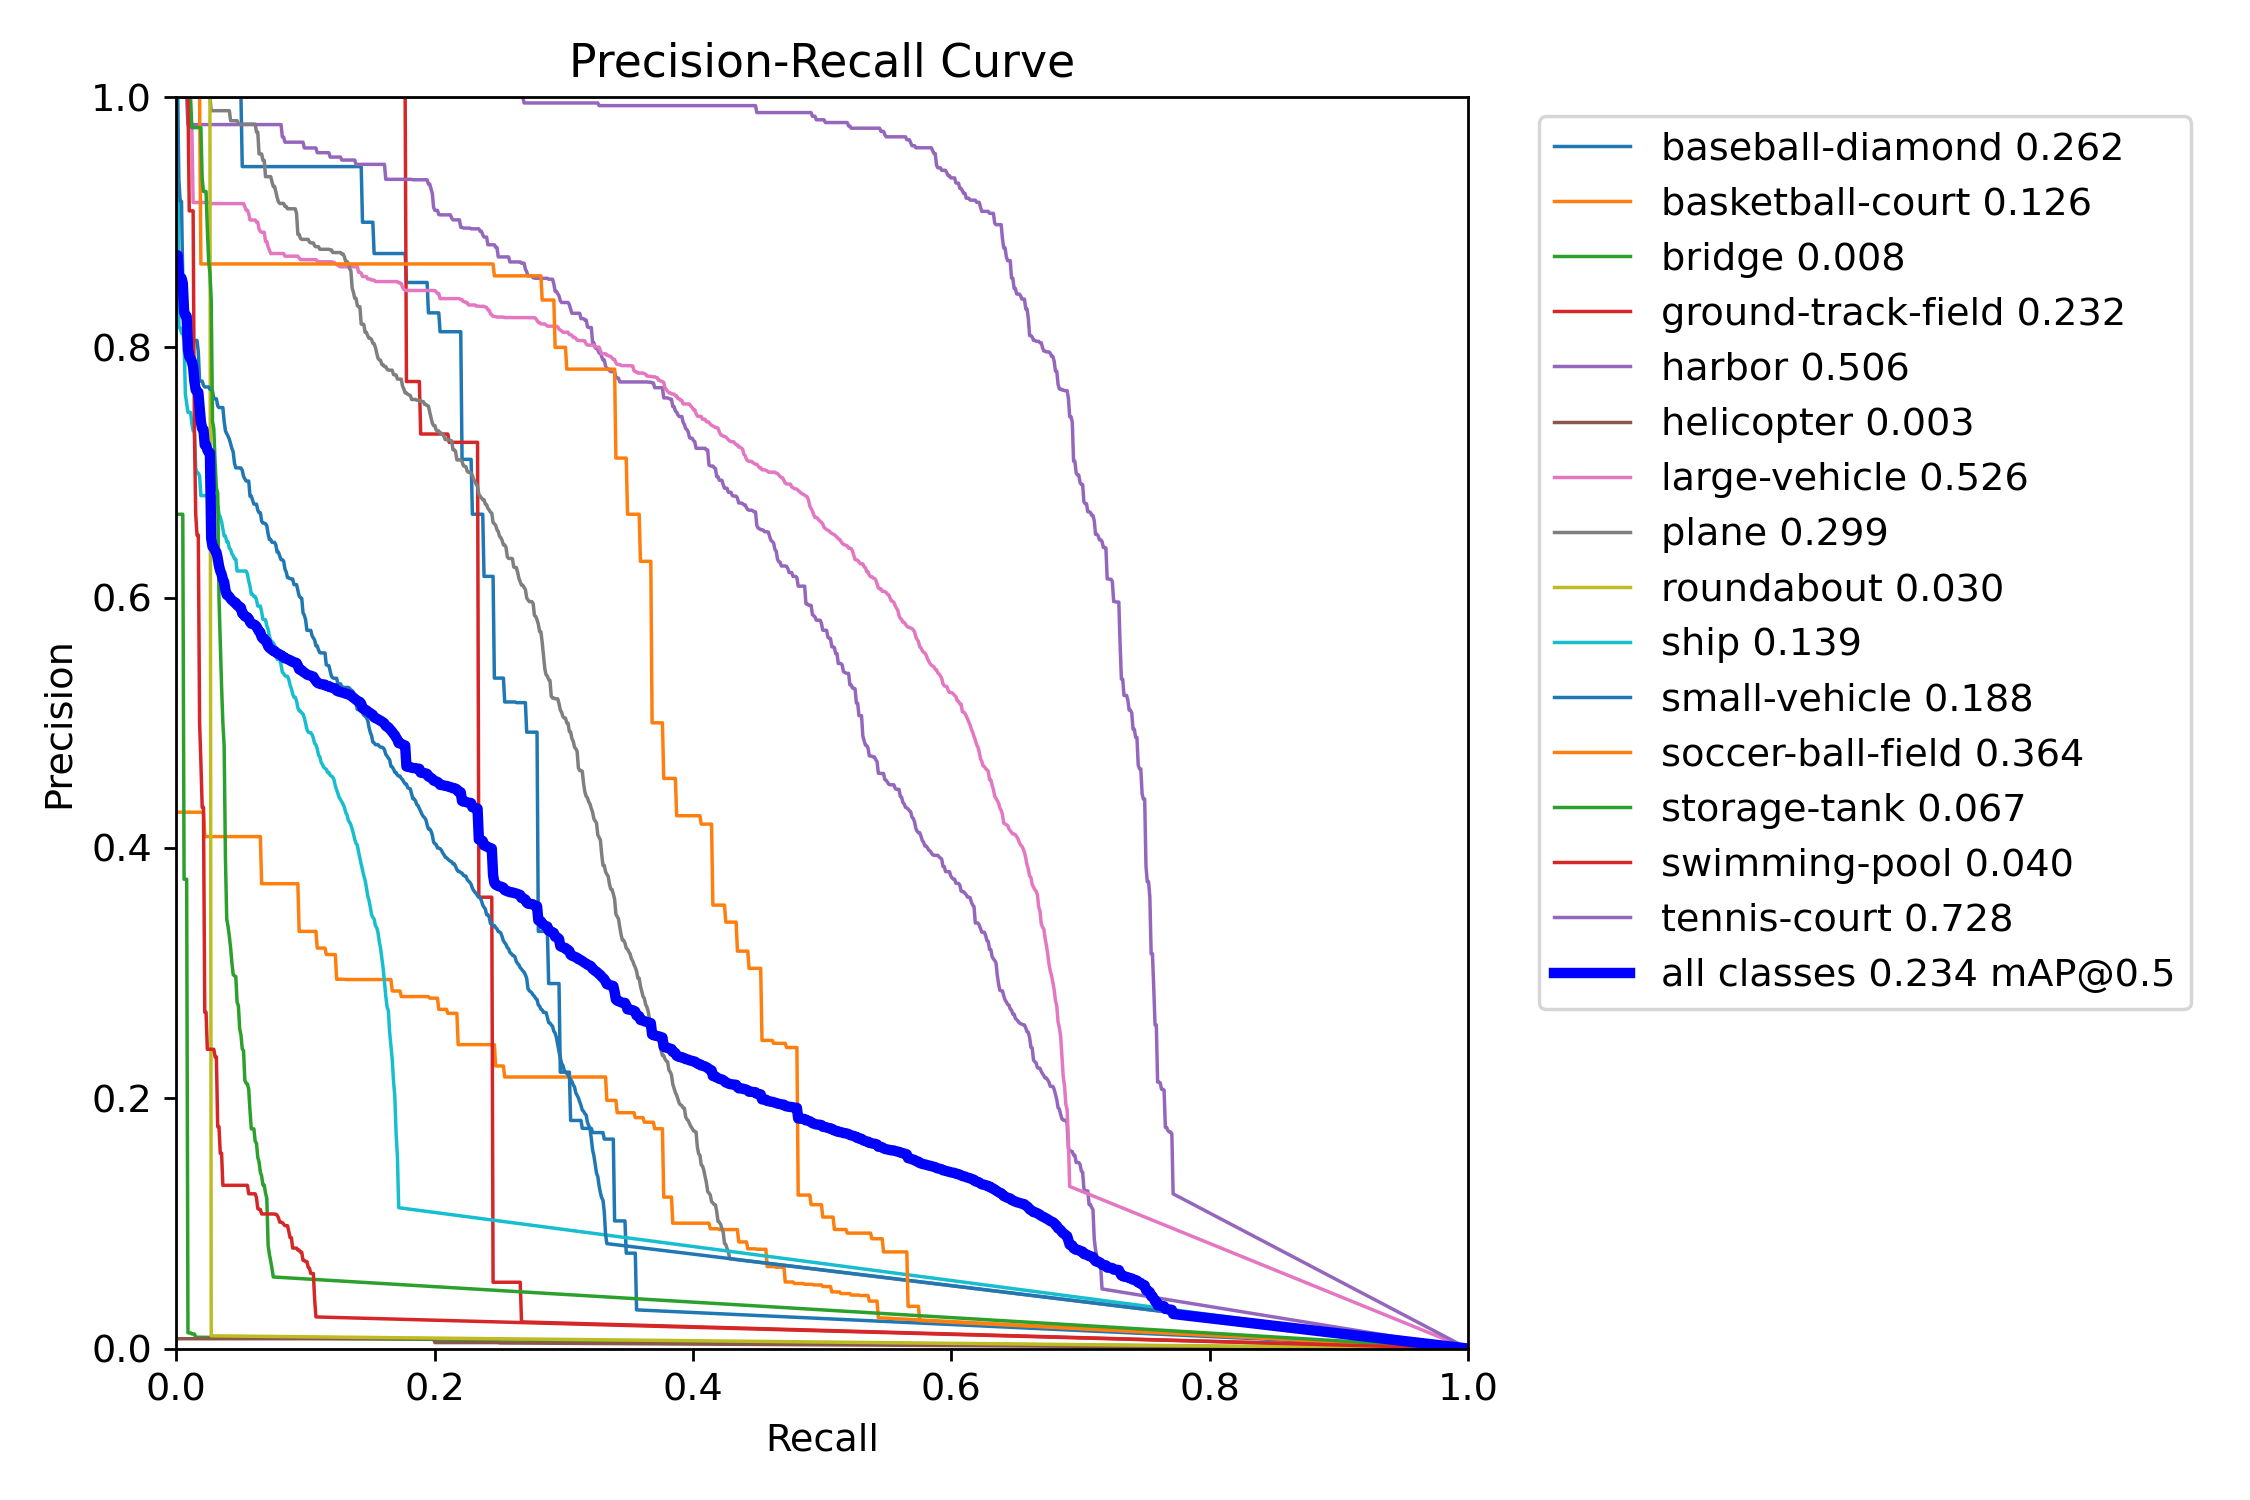 Precision-Recall Curve
1.0
0.8
0.6
0.4
0.2
0.0
Precision
0.0 0.2 0.4 0.6 0.8 1.0
Recall
baseball-diamond 0.262
basketball-court 0.126
bridge 0.008
ground-track-field 0.232
harbor 0.506
helicopter 0.003
large-vehicle 0.526
plane 0.299
roundabout 0.030
ship 0.139
small-vehicle 0.188
soccer-ball-field 0.364
storage-tank 0.067
swimming-pool 0.040
tennis-court 0.728
all classes 0.234 mAP@0.5